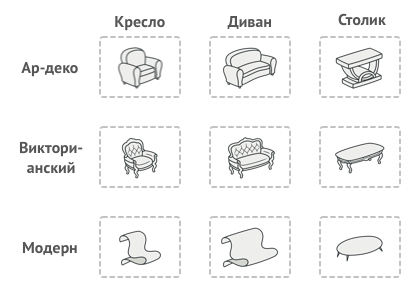 Кресло Диван Столик
Ар-деко
Виктори-
анский
Модерн